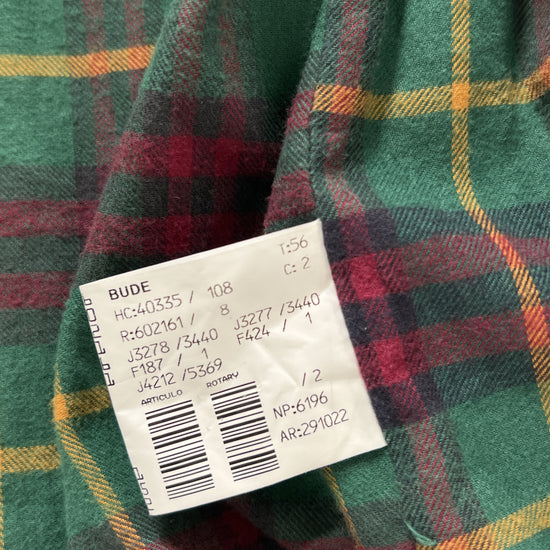 T:56
BUDE C: 2
HC:40335 / 108
R:602161 / 8 J3277 /3440
J3278 /3440 F424 / 1
F187 / 1
J4212 /5369
ARTICULO ROTARY
/ 2
NP:6196
AR:291022